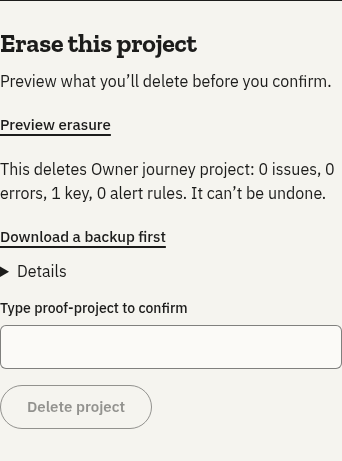 Erase this project
Preview what you’ll delete before you confirm.
Preview erasure
This deletes Owner journey project: 0 issues, 0
errors, 1 key, 0 alert rules. It can’t be undone.
Download a backup first
Details
Type proof-project to confirm
Delete project